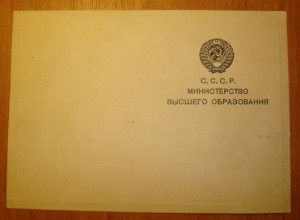 С. С. С. Р.
МИНИСТЕРСТВО
ВЫСШЕГО ОБРАЗОВАНИЯ